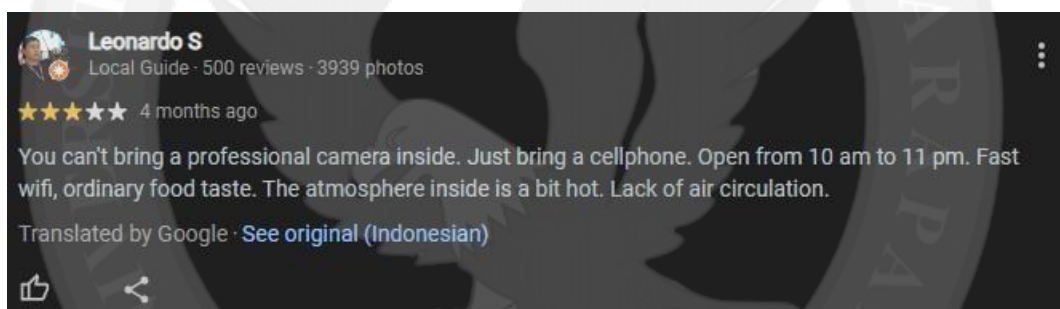 Leonardo S
Local Guide · 500 reviews · 3939 photos
4 months ago
You can't bring a professional camera inside. Just bring a cellphone. Open from 10 am to 11 pm. Fast
wifi, ordinary food taste. The atmosphere inside is a bit hot. Lack of air circulation.
Translated by Google · See original (Indonesian)